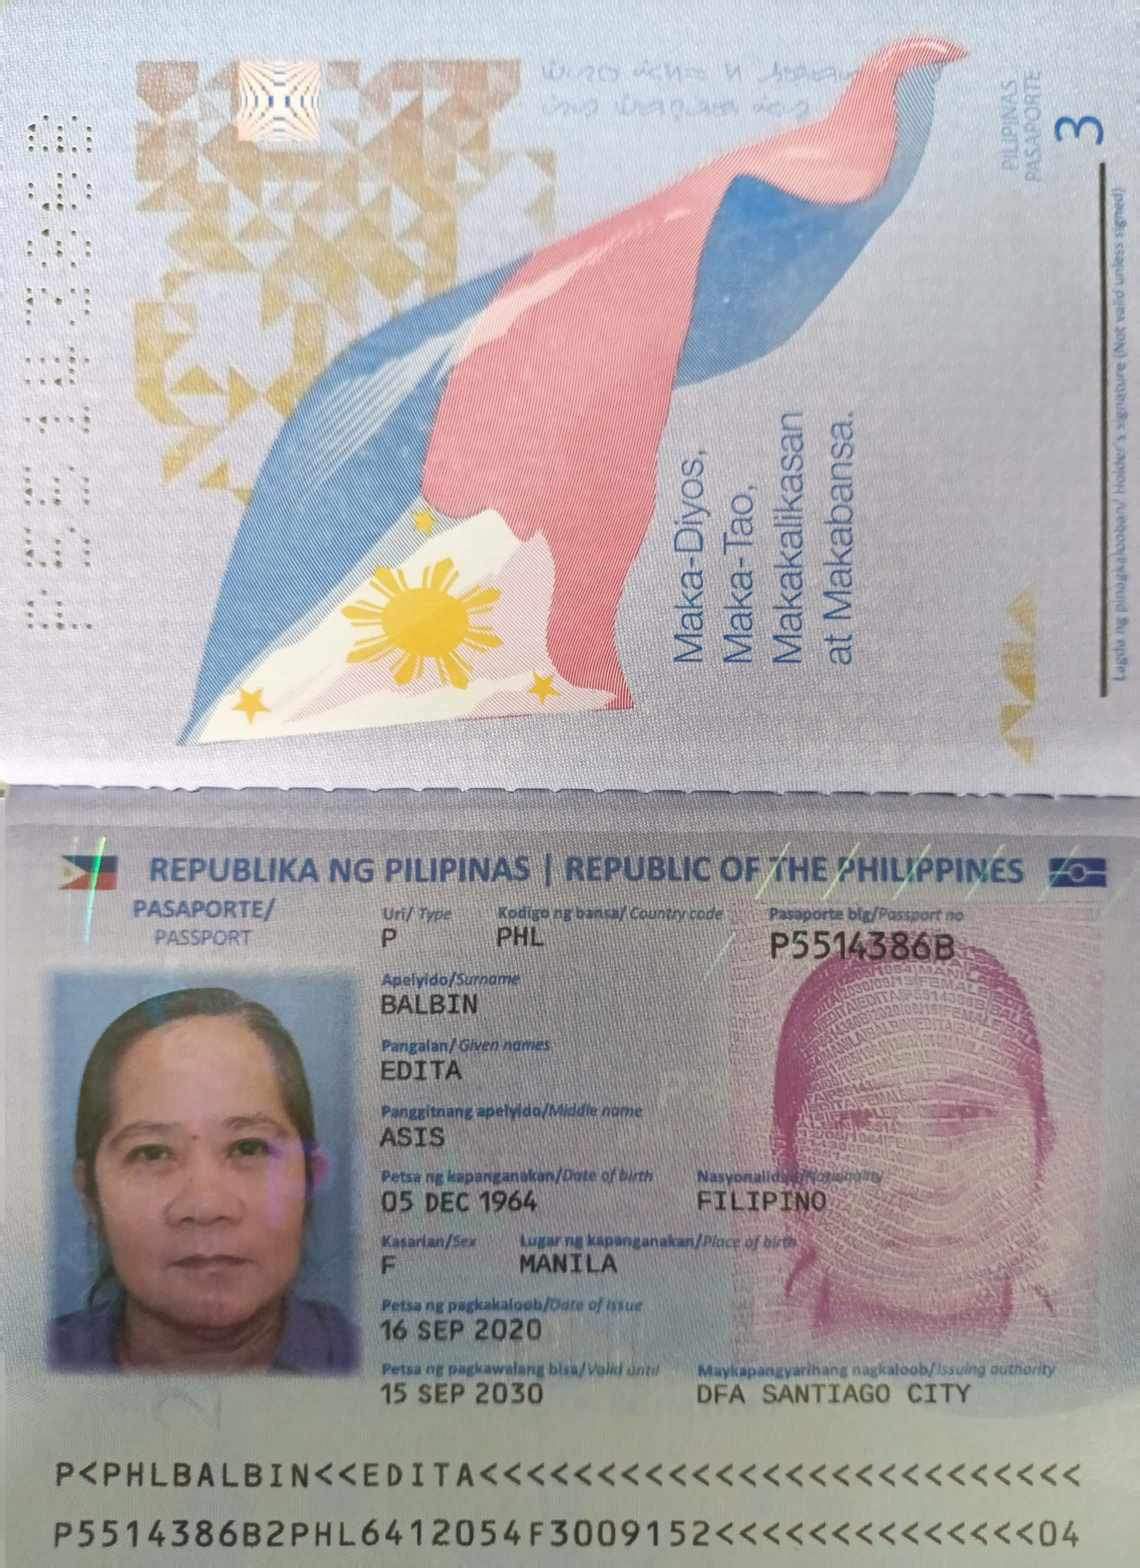 PILIPINAS
PASAPORTE
3
Maka-Diyos,
Maka-Tao,
Makakalikasan
at Makabansa.
Lagda ng pinagkalooban/ Holder's signature (Not valid unless signed)
P5514386B
REPUBLIKA NG PILIPINAS | REPUBLIC OF THE PHILIPPINES
PASAPORTE/
PASSPORT
Uri/ Type
Kodigo ng bansa/ Country code
Pasaporte blg/Passport no
P
PHL
P5514386B
Apelyido/Surname
BALBIN
Pangalan/ Given names
EDITA
Panggitnang apelyido/Middle name
ASIS
Petsa ng kapanganakan/Date of birth
Nasyonalidad/Nationality
05 DEC 1964
FILIPINO
Kasarian/Sex
Lugar ng kapanganakan/Place of birth
F
MANILA
Petsa ng pagkakaloob/Date of issue
16 SEP 2020
Petsa ng pagkawalang bisa/Valid until
Maykapangyarihang nagkaloob/Issuing authority
15 SEP 2030
DFA SANTIAGO CITY
P<PHLBALBIN<<EDITA<<<<<<<<<<<<<<<<<<<<<<<<<<
P5514386B2PHL6412054F3009152<<<<<<<<<<<<<<04